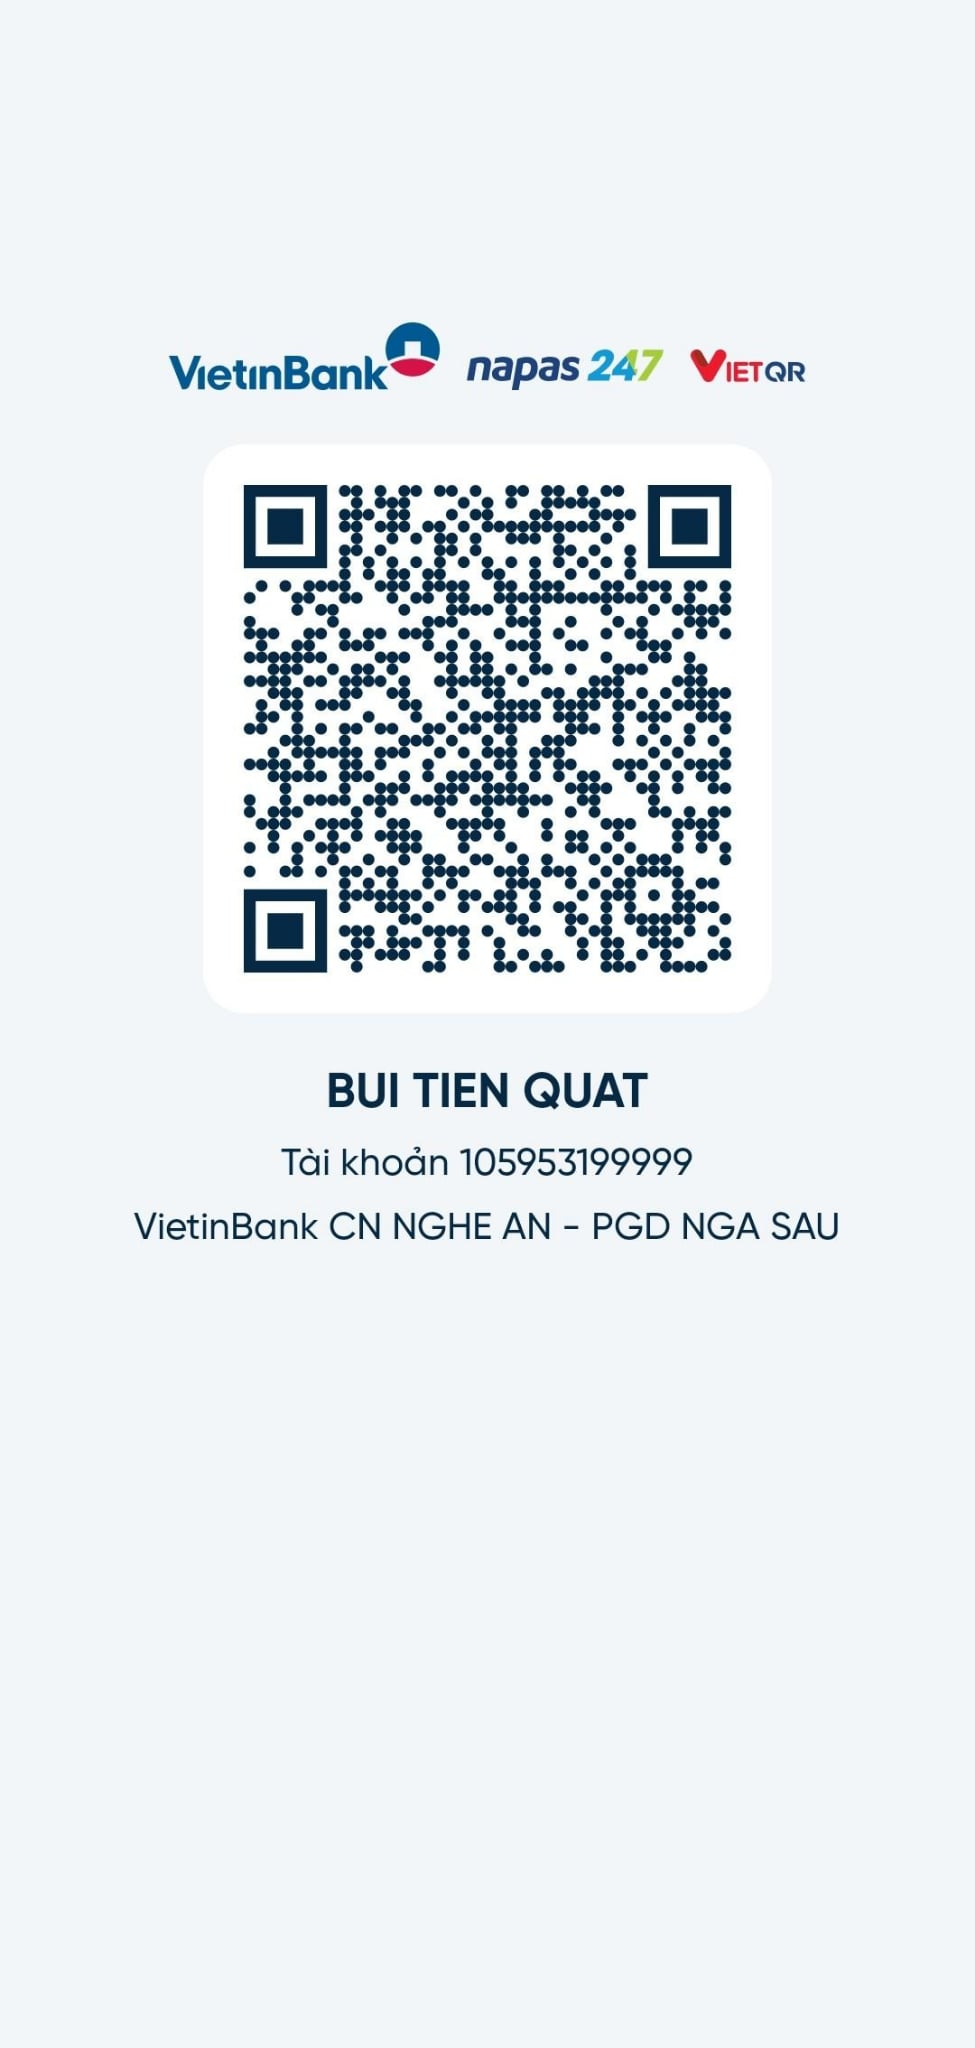 VietinBank napas 247 VIETQR
BUI TIEN QUAT
Tài khoản 105953199999
VietinBank CN NGHE AN - PGD NGA SAU